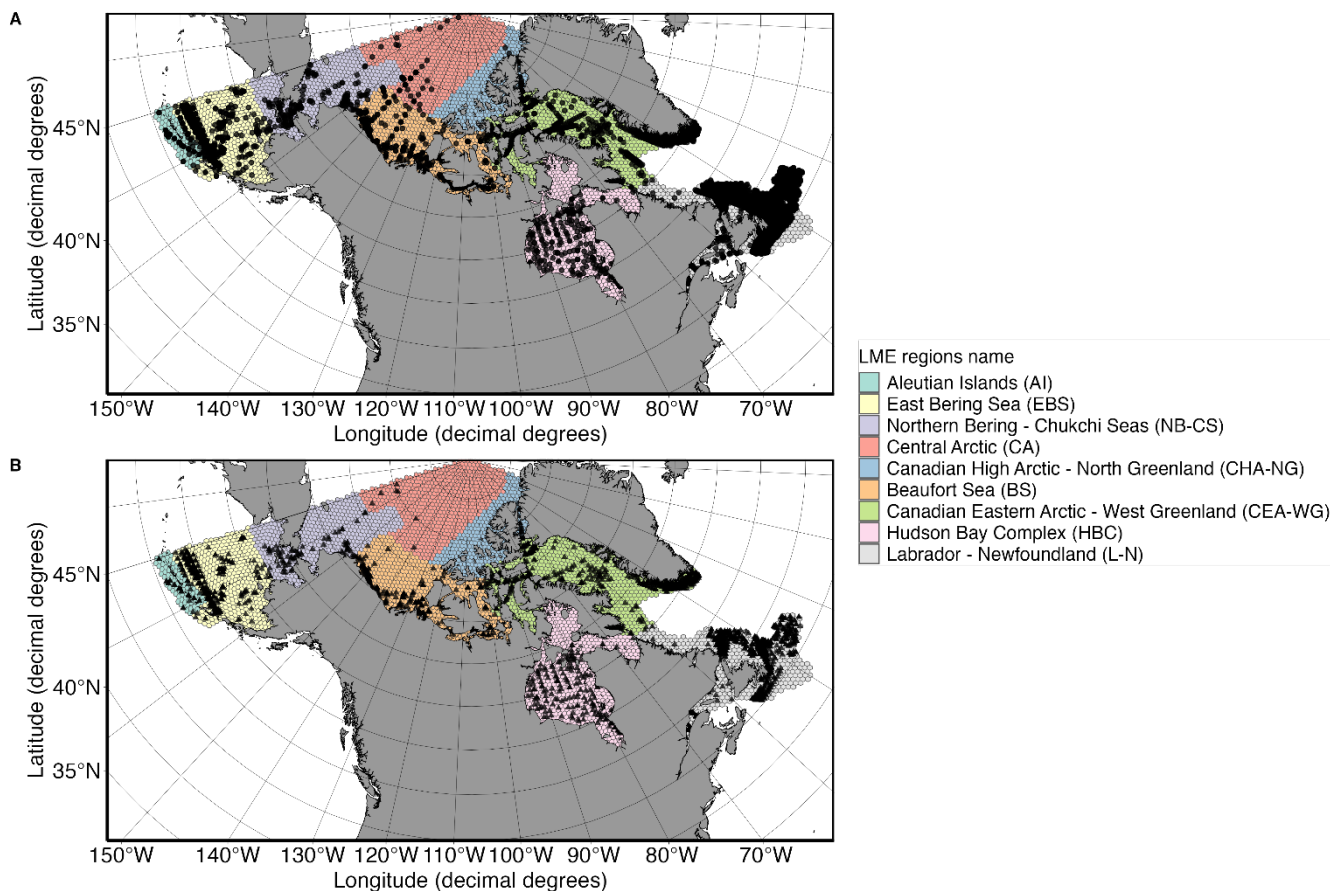 A
45°N
40°N
35°N
Latitude (decimal degrees)
150°W 140°W 130°W 120°W 110°W 100°W 90°W 80°W 70°W
Longitude (decimal degrees)
LME regions name
Aleutian Islands (AI)
East Bering Sea (EBS)
Northern Bering - Chukchi Seas (NB-CS)
Central Arctic (CA)
Canadian High Arctic - North Greenland (CHA-NG)
Beaufort Sea (BS)
Canadian Eastern Arctic - West Greenland (CEA-WG)
Hudson Bay Complex (HBC)
Labrador - Newfoundland (L-N)
B
45°N
40°N
35°N
Latitude (decimal degrees)
150°W 140°W 130°W 120°W 110°W 100°W 90°W 80°W 70°W
Longitude (decimal degrees)